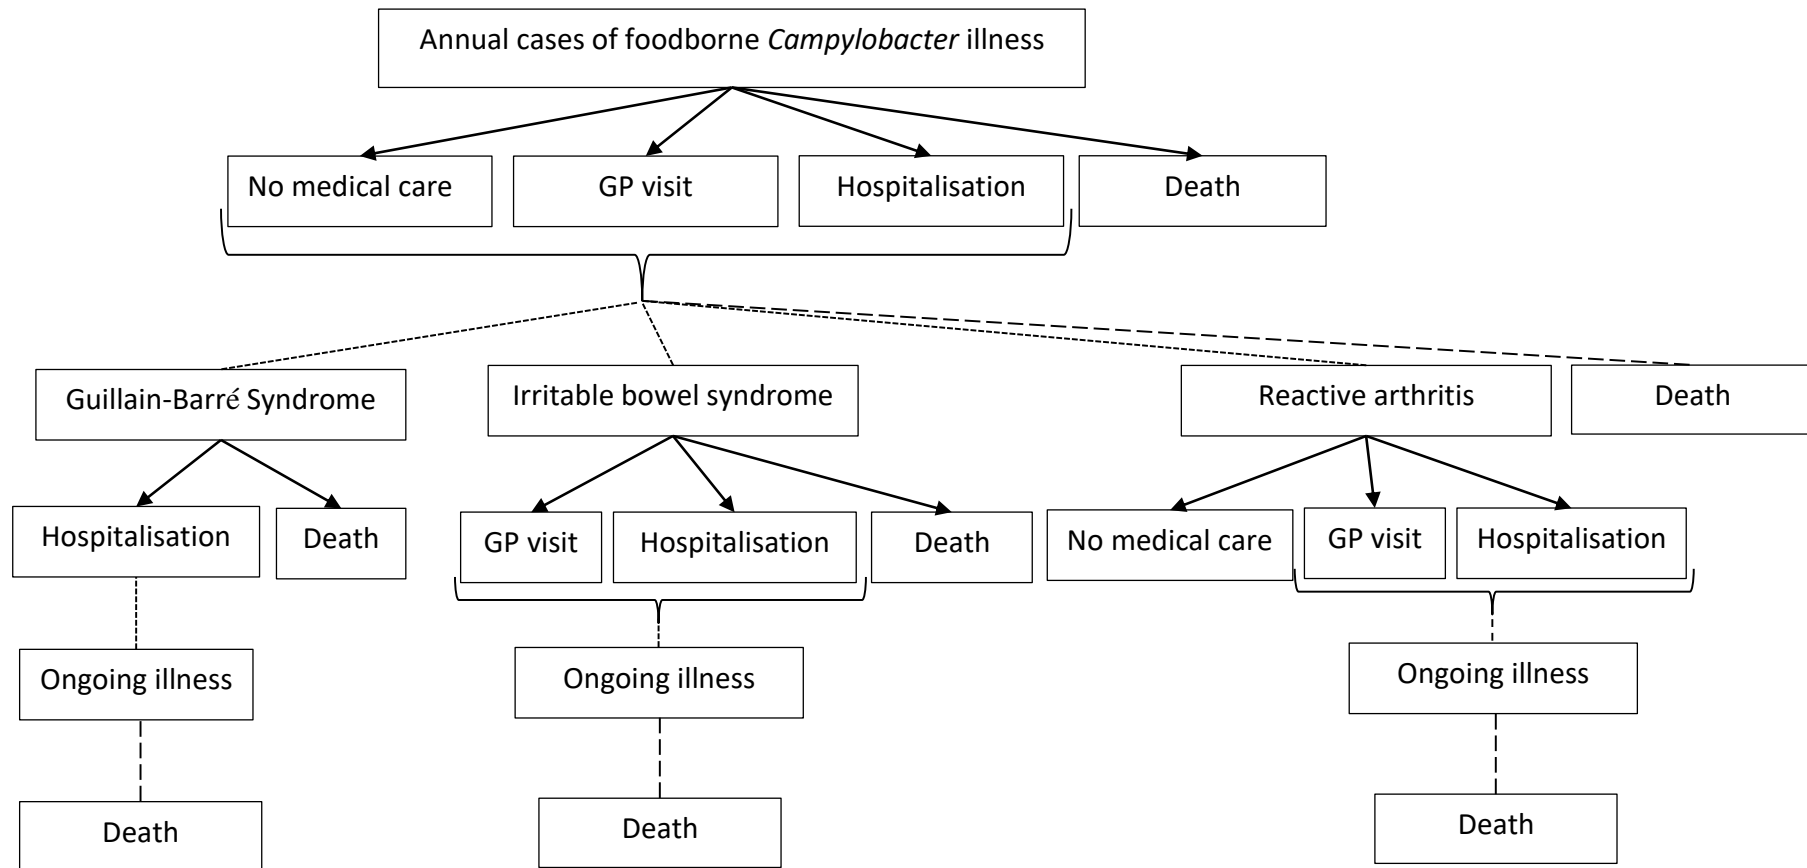 Annual cases of foodborne Campylobacter illness
No medical care
GP visit
Hospitalisation
Death
Guillain-Barré Syndrome
Irritable bowel syndrome
Reactive arthritis
Death
Hospitalisation
Death
GP visit
Hospitalisation
Death
No medical care
GP visit
Hospitalisation
Ongoing illness
Ongoing illness
Ongoing illness
Death
Death
Death